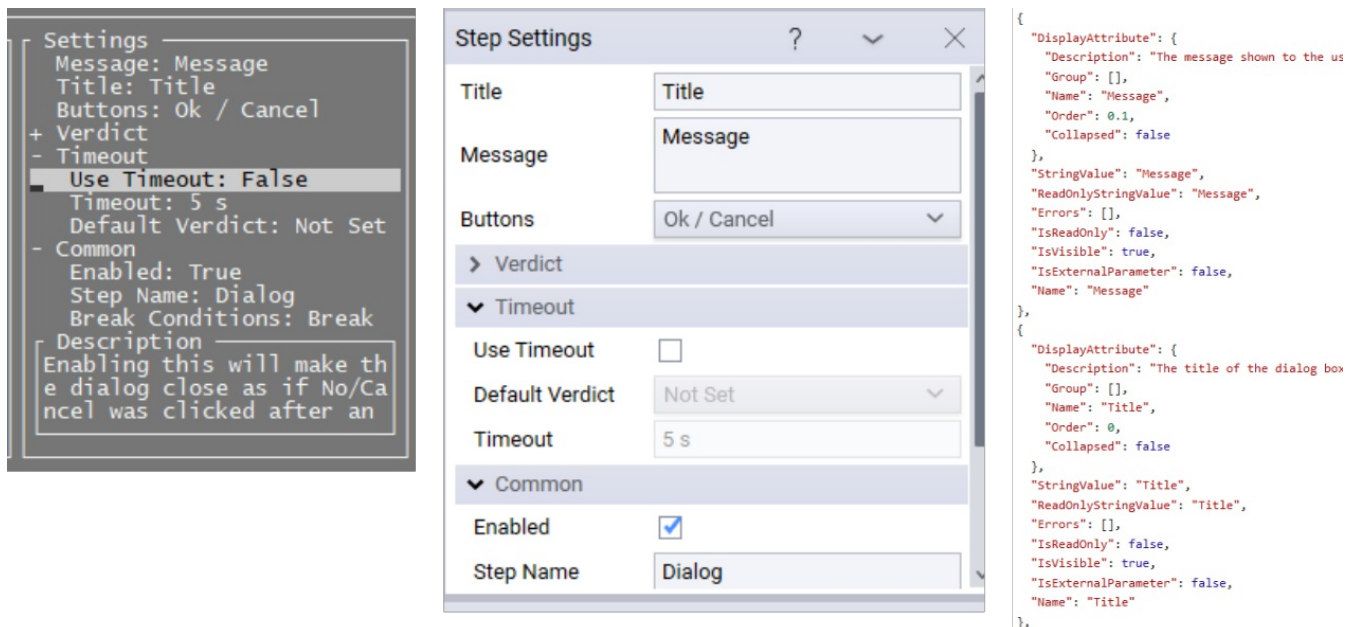 Settings
Message: Message
Title: Title
Buttons: Ok / Cancel
+ Verdict
- Timeout
Use Timeout: False
Timeout: 5 s
Default Verdict: Not Set
- Common
Enabled: True
Step Name: Dialog
Break Conditions: Break
Description
Enabling this will make th
e dialog close as if No/Ca
ncel was clicked after an
Step Settings ?
Title Title
Message Message
Buttons Ok / Cancel
Verdict
Timeout
Use Timeout
Default Verdict Not Set
Timeout 5 s
Common
Enabled
Step Name Dialog
{
"DisplayAttribute": {
"Description": "The message shown to the us
"Group": [],
"Name": "Message",
"Order": 0.1,
"Collapsed": false
},
"StringValue": "Message",
"ReadOnlyStringValue": "Message",
"Errors": [],
"IsReadOnly": false,
"IsVisible": true,
"IsExternalParameter": false,
"Name": "Message"
},
{
"DisplayAttribute": {
"Description": "The title of the dialog box
"Group": [],
"Name": "Title",
"Order": 0,
"Collapsed": false
},
"StringValue": "Title",
"ReadOnlyStringValue": "Title",
"Errors": [],
"IsReadOnly": false,
"IsVisible": true,
"IsExternalParameter": false,
"Name": "Title"
},